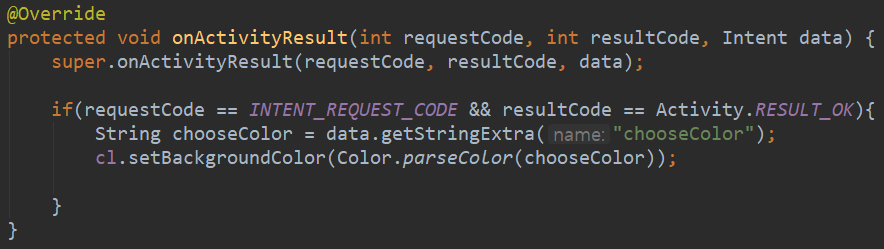 @Override
protected void onActivityResult(int requestCode, int resultCode, Intent data) {
    super.onActivityResult(requestCode, resultCode, data);

    if(requestCode == INTENT_REQUEST_CODE && resultCode == Activity.RESULT_OK){
        String chooseColor = data.getStringExtra( name: "chooseColor");
        cl.setBackgroundColor(Color.parseColor(chooseColor));

    }
}